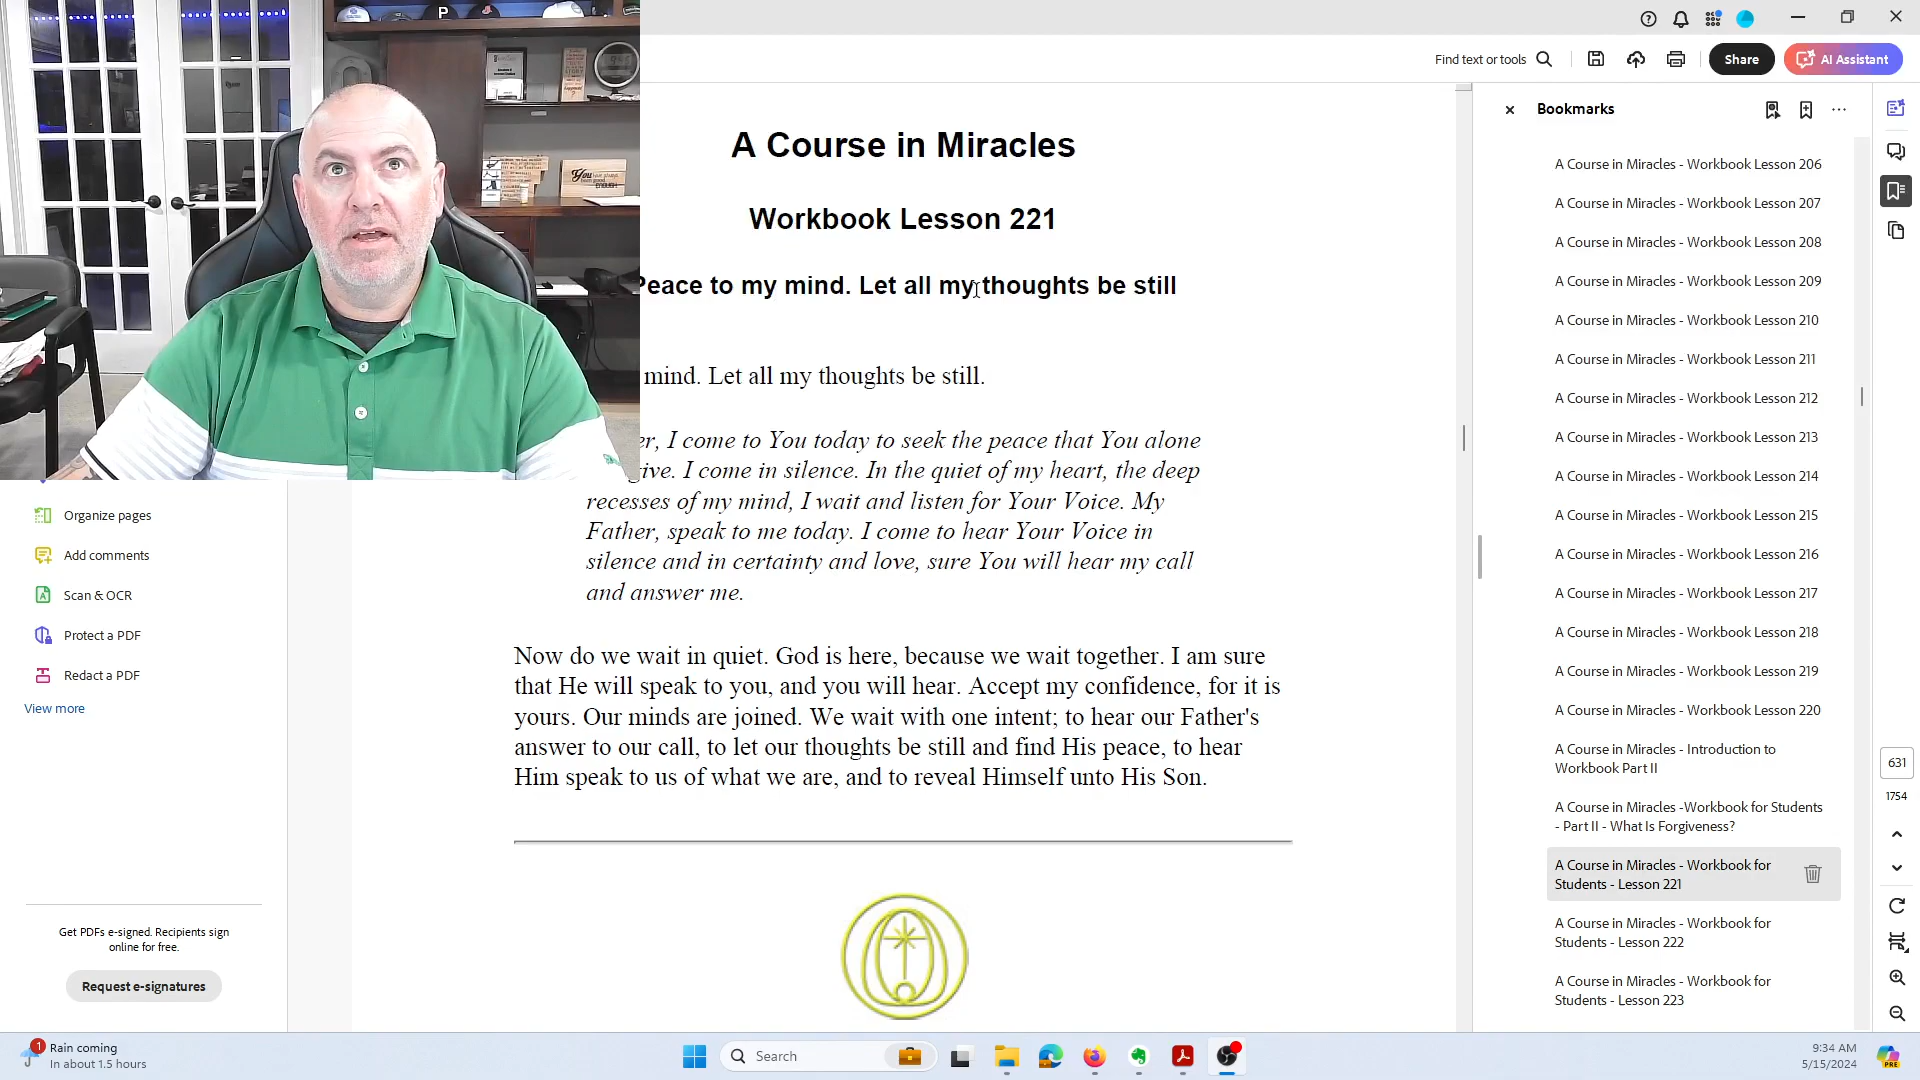 P
You
ENOUGH
Find text or tools
Share
AI Assistant
A Course in Miracles
Workbook Lesson 221
Peace to my mind. Let all my thoughts be still
mind. Let all my thoughts be still.
er, I come to You today to seek the peace that You alone
give. I come in silence. In the quiet of my heart, the deep
recesses of my mind, I wait and listen for Your Voice. My
Father, speak to me today. I come to hear Your Voice in
silence and in certainty and love, sure You will hear my call
and answer me.
Now do we wait in quiet. God is here, because we wait together. I am sure
that He will speak to you, and you will hear. Accept my confidence, for it is
yours. Our minds are joined. We wait with one intent; to hear our Father's
answer to our call, to let our thoughts be still and find His peace, to hear
Him speak to us of what we are, and to reveal Himself unto His Son.
Organize pages
Add comments
Scan & OCR
Protect a PDF
Redact a PDF
View more
Get PDFs e-signed. Recipients sign
online for free.
Request e-signatures
Bookmarks
A Course in Miracles - Workbook Lesson 206
A Course in Miracles - Workbook Lesson 207
A Course in Miracles - Workbook Lesson 208
A Course in Miracles - Workbook Lesson 209
A Course in Miracles - Workbook Lesson 210
A Course in Miracles - Workbook Lesson 211
A Course in Miracles - Workbook Lesson 212
A Course in Miracles - Workbook Lesson 213
A Course in Miracles - Workbook Lesson 214
A Course in Miracles - Workbook Lesson 215
A Course in Miracles - Workbook Lesson 216
A Course in Miracles - Workbook Lesson 217
A Course in Miracles - Workbook Lesson 218
A Course in Miracles - Workbook Lesson 219
A Course in Miracles - Workbook Lesson 220
A Course in Miracles - Introduction to
Workbook Part II
A Course in Miracles -Workbook for Students
- Part II - What Is Forgiveness?
A Course in Miracles - Workbook for
Students - Lesson 221
A Course in Miracles - Workbook for
Students - Lesson 222
A Course in Miracles - Workbook for
Students - Lesson 223
631
1754
1
Rain coming
In about 1.5 hours
Search
9:34 AM
5/15/2024
PRE